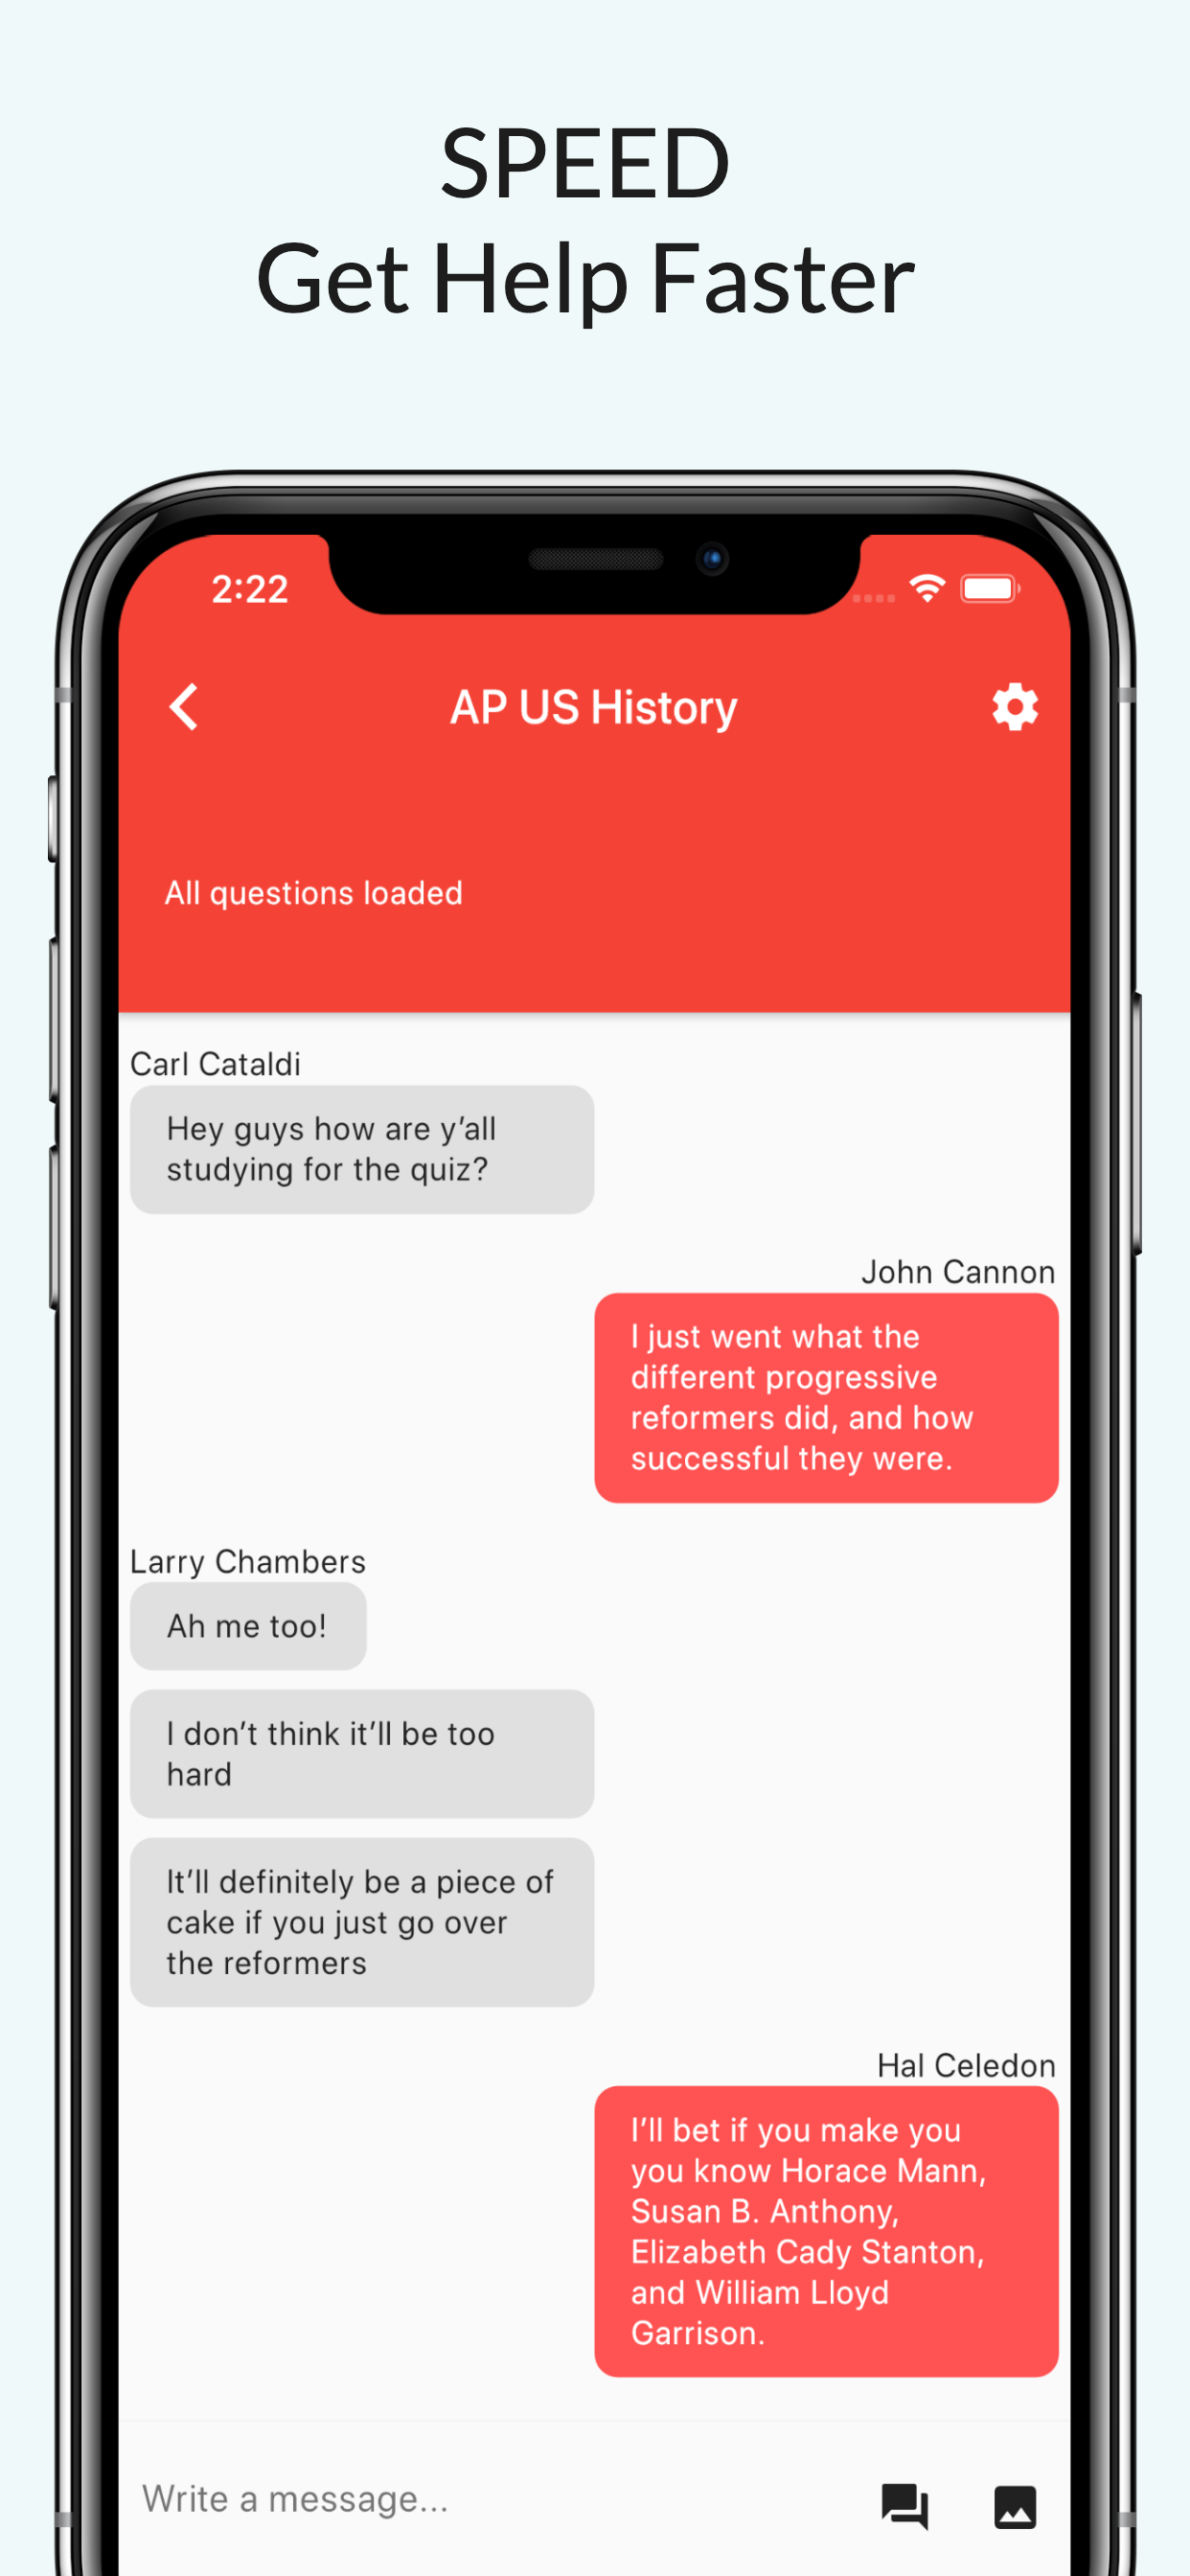 SPEED
Get Help Faster
2:22
AP US History
All questions loaded
Carl Cataldi
Hey guys how are y’all
studying for the quiz?
John Cannon
I just went what the
different progressive
reformers did, and how
successful they were.
Larry Chambers
Ah me too!
I don’t think it’ll be too
hard
It’ll definitely be a piece of
cake if you just go over
the reformers
Hal Celedon
I’ll bet if you make you
you know Horace Mann,
Susan B. Anthony,
Elizabeth Cady Stanton,
and William Lloyd
Garrison.
Write a message...